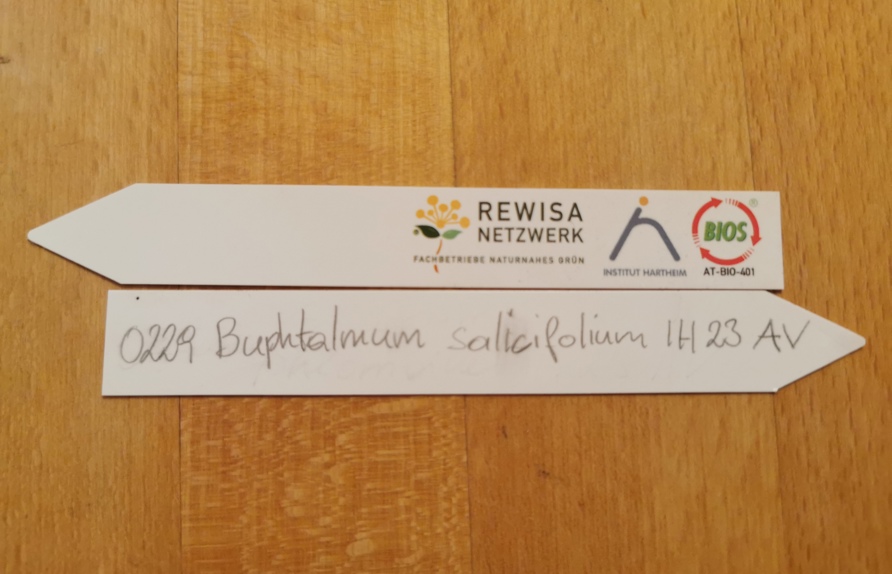 REWISA
NETZWERK
FACHBETRIEBE NATURNAHES GRÜN
INSTITUT HARTHEIM
BIOS
®
AT-BIO-401
0229 Buphtalmum salicifolium IH 23 AV